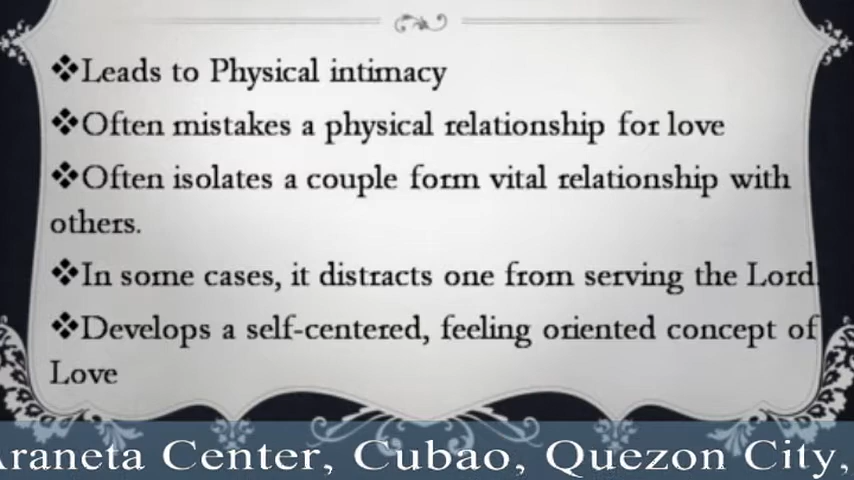 ❖Leads to Physical intimacy
❖Often mistakes a physical relationship for love
❖Often isolates a couple form vital relationship with
others.
❖In some cases, it distracts one from serving the Lord.
❖Develops a self-centered, feeling oriented concept of
Love
Araneta Center, Cubao, Quezon City,